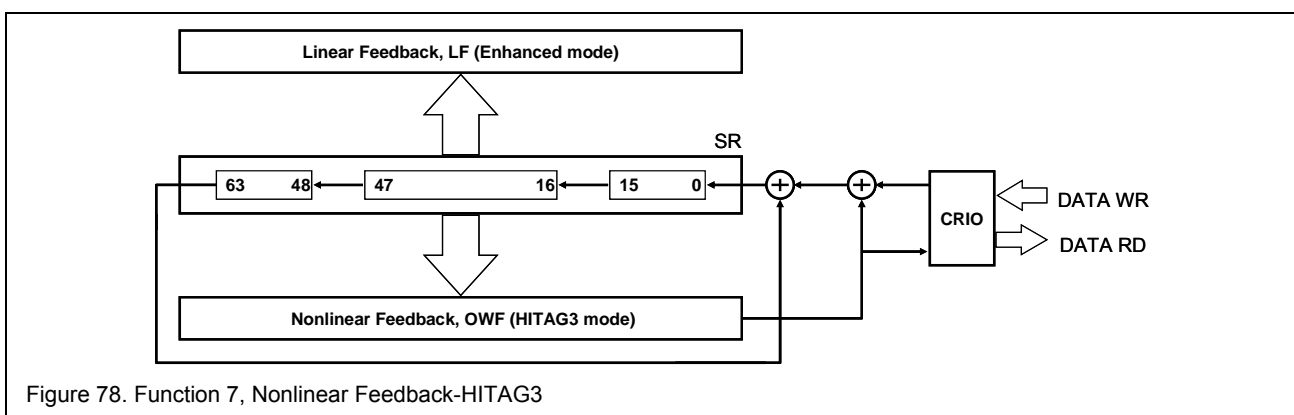 Linear Feedback, LF (Enhanced mode)
SR
63 48 47 16 15 0
CRIO
DATA WR
DATA RD
Nonlinear Feedback, OWF (HITAG3 mode)
Figure 78. Function 7, Nonlinear Feedback-HITAG3